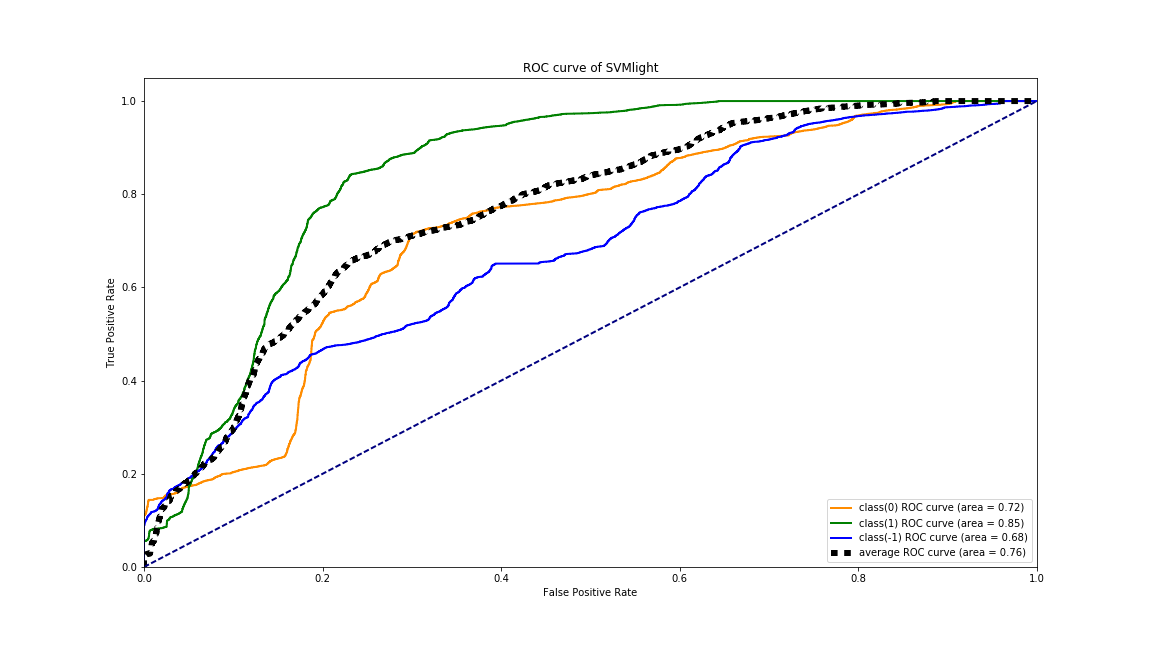 ROC curve of SVMlight
True Positive Rate
1.0
0.8
0.6
0.4
0.2
0.0
0.0 0.2 0.4 0.6 0.8 1.0
False Positive Rate
class(0) ROC curve (area = 0.72)
class(1) ROC curve (area = 0.85)
class(-1) ROC curve (area = 0.68)
average ROC curve (area = 0.76)